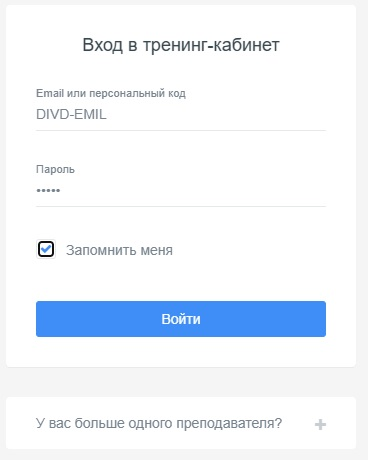 Вход в тренинг-кабинет
Email или персональный код
DIVD-EMIL
Пароль
•••••
Запомнить меня
Войти
У вас больше одного преподавателя?